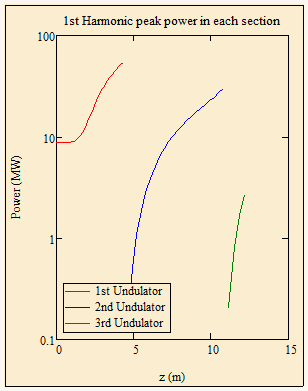 1st Harmonic peak power in each section
100
10
1
0.1
Power (MW)
1st Undulator
2nd Undulator
3rd Undulator
0 5 10 15
z (m)